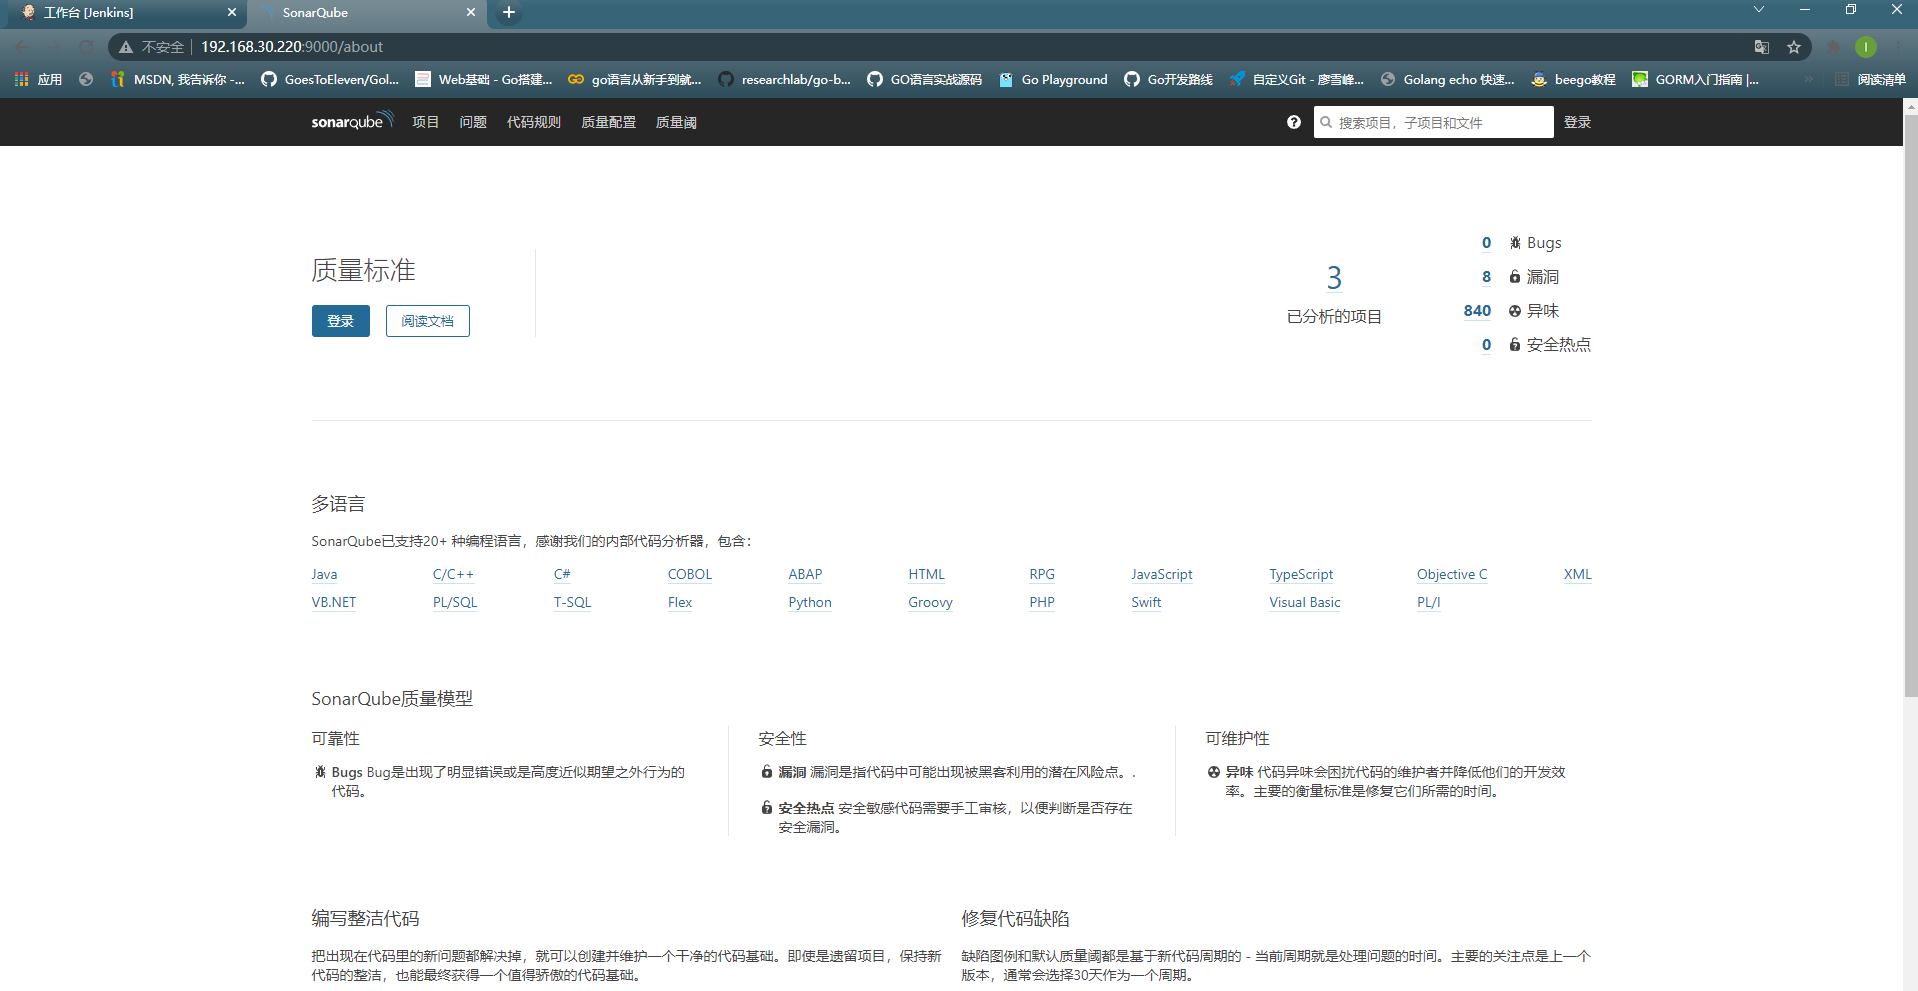 工作台 [Jenkins]
SonarQube
不安全
192.168.30.220:9000/about
应用
MSDN, 我告诉你 -...
GoesToEleven/Gol...
Web基础 - Go搭建...
go语言从新手到就...
researchlab/go-b...
GO语言实战源码
Go Playground
Go开发路线
自定义Git - 廖雪峰...
Golang echo 快速...
beego教程
GORM入门指南 |...
»
阅读清单
sonarqube
项目
问题
代码规则
质量配置
质量阈
搜索项目，子项目和文件
登录
质量标准
登录
阅读文档
3
已分析的项目
0 Bugs
8 漏洞
840 异味
0 安全热点
多语言
SonarQube已支持20+ 种编程语言，感谢我们的内部代码分析器，包含：
Java C/C++ C# COBOL ABAP HTML RPG JavaScript TypeScript Objective C XML
VB.NET PL/SQL T-SQL Flex Python Groovy PHP Swift Visual Basic PL/I
SonarQube质量模型
可靠性
Bugs Bug是出现了明显错误或是高度近似期望之外行为的
代码。
安全性
漏洞 漏洞是指代码中可能出现被黑客利用的潜在风险点。.
安全热点 安全敏感代码需要手工审核，以便判断是否存在
安全漏洞。
可维护性
异味 代码异味会困扰代码的维护者并降低他们的开发效
率。主要的衡量标准是修复它们所需的时间。
编写整洁代码
把出现在代码里的新问题都解决掉，就可以创建并维护一个干净的代码基础。即使是遗留项目，保持新
代码的整洁，也能最终获得一个值得骄傲的代码基础。
修复代码缺陷
缺陷图例和默认质量阈都是基于新代码周期的 - 当前周期就是处理问题的时间。主要的关注点是上一个
版本，通常会选择30天作为一个周期。